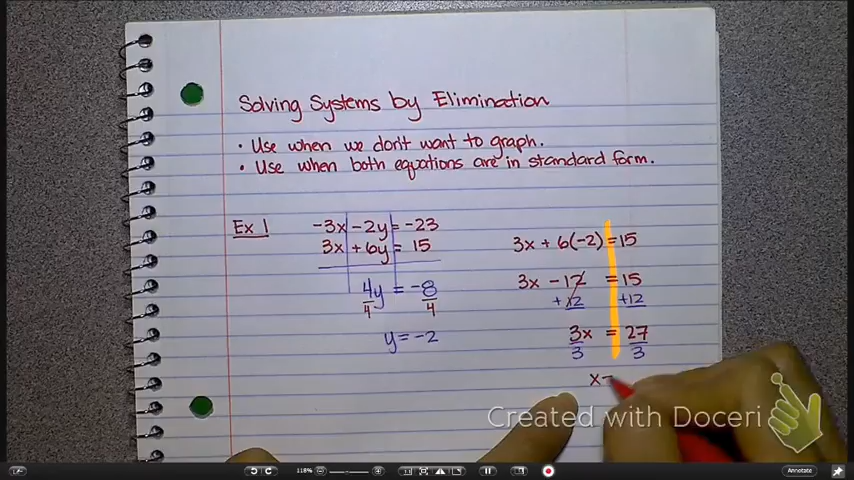 Solving Systems by Elimination
• Use when we don't want to graph.
• Use when both equations are in standard form.
Ex 1
-3x - 2y = -23
3x + 6y = 15
4y = -8
4 4
y = -2
3x + 6(-2) = 15
3x - 12 = 15
+12 +12
3x = 27
3 3
x=
Created with Doceri
118%
Annotate